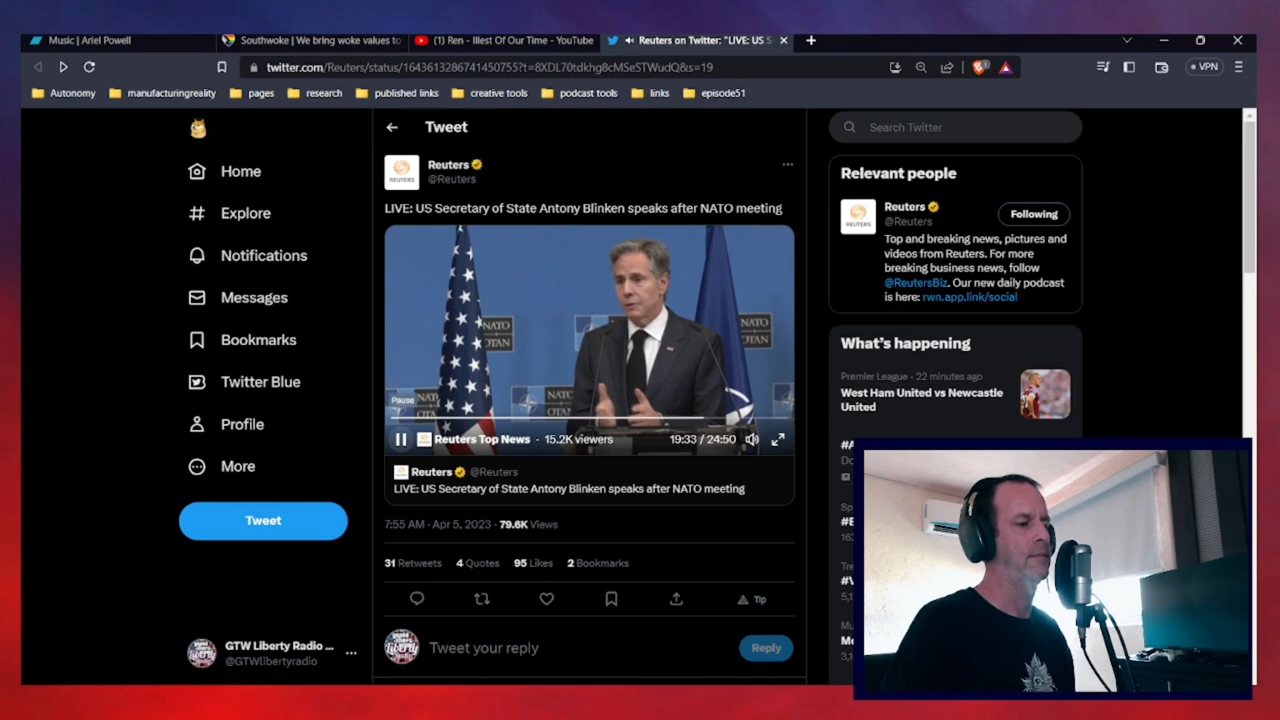 Music | Ariel Powell
Southwoke | We bring woke values to
(1) Ren - Illest Of Our Time - YouTube
Reuters on Twitter: "LIVE: US S
twitter.com/Reuters/status/1643613286741450755?t=8XDL70tdkhg8cMSeSTWudQ&s=19
VPN
Autonomy
manufacturingreality
pages
research
published links
creative tools
podcast tools
links
episode51
Home
Explore
Notifications
Messages
Bookmarks
Twitter Blue
Profile
More
Tweet
GTW Liberty Radio ...
@GTWlibertyradio
Tweet
REUTERS
Reuters
@Reuters
LIVE: US Secretary of State Antony Blinken speaks after NATO meeting
NATO
OTAN
NATO
OTAN
NATO
OTAN
Pause
Reuters Top News · 15.2K viewers
19:33 / 24:50
Reuters @Reuters
LIVE: US Secretary of State Antony Blinken speaks after NATO meeting
7:55 AM · Apr 5, 2023 · 79.6K Views
31 Retweets 4 Quotes 95 Likes 2 Bookmarks
Tip
Tweet your reply
Reply
Search Twitter
Relevant people
REUTERS
Reuters
@Reuters
Following
Top and breaking news, pictures and
videos from Reuters. For more
breaking business news, follow
@ReutersBiz. Our new daily podcast
is here: rwn.app.link/social
What's happening
Premier League · 22 minutes ago
West Ham United vs Newcastle
United